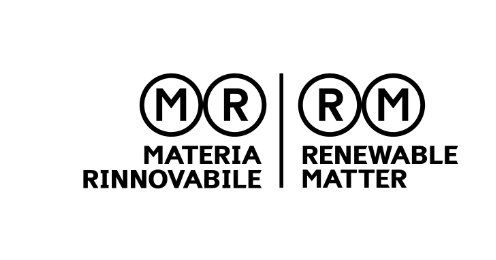 MR
MATERIA
RINNOVABILE
RM
RENEWABLE
MATTER